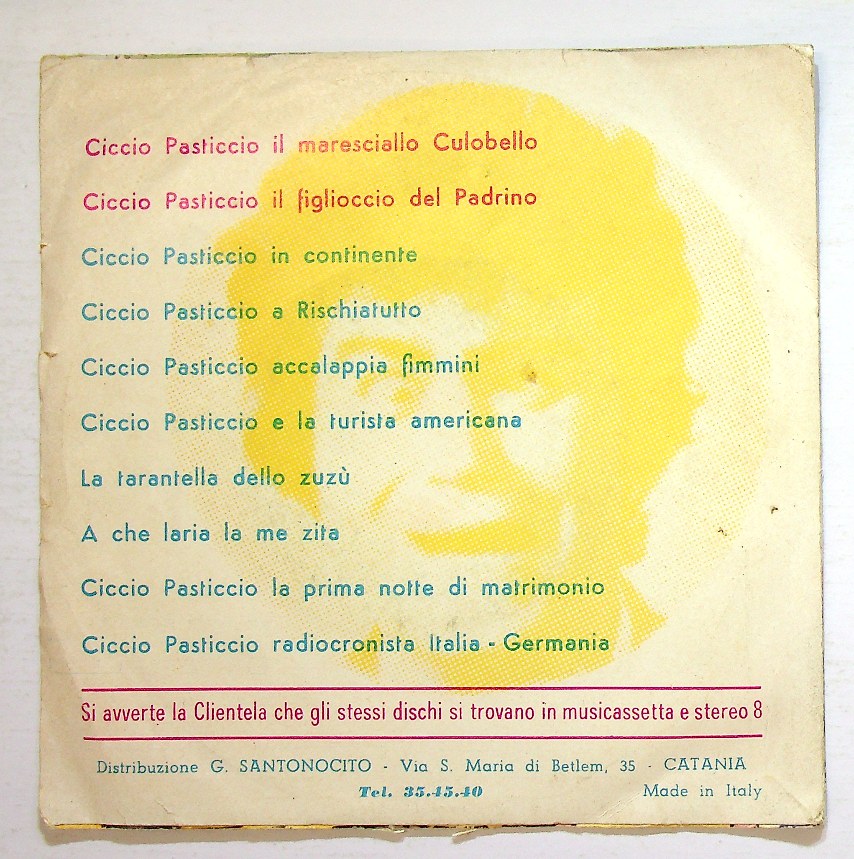 Ciccio Pasticcio il maresciallo Culobello
Ciccio Pasticcio il figlioccio del Padrino
Ciccio Pasticcio in continente
Ciccio Pasticcio a Rischiatutto
Ciccio Pasticcio accalappia fimmini
Ciccio Pasticcio e la turista americana
La tarantella dello zuzù
A che laria la me zita
Ciccio Pasticcio la prima notte di matrimonio
Ciccio Pasticcio radiocronista Italia - Germania
Si avverte la Clientela che gli stessi dischi si trovano in musicassetta e stereo 8
Distribuzione G. SANTONOCITO - Via S. Maria di Betlem, 35 - CATANIA
Tel. 35.45.40
Made in Italy